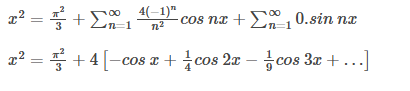 x² = π²/3 + ∑_{n=1}^{∞} 4(-1)ⁿ/n² cos nx + ∑_{n=1}^{∞} 0.sin nx
x² = π²/3 + 4 [-cos x + 1/4 cos 2x - 1/9 cos 3x + ...]